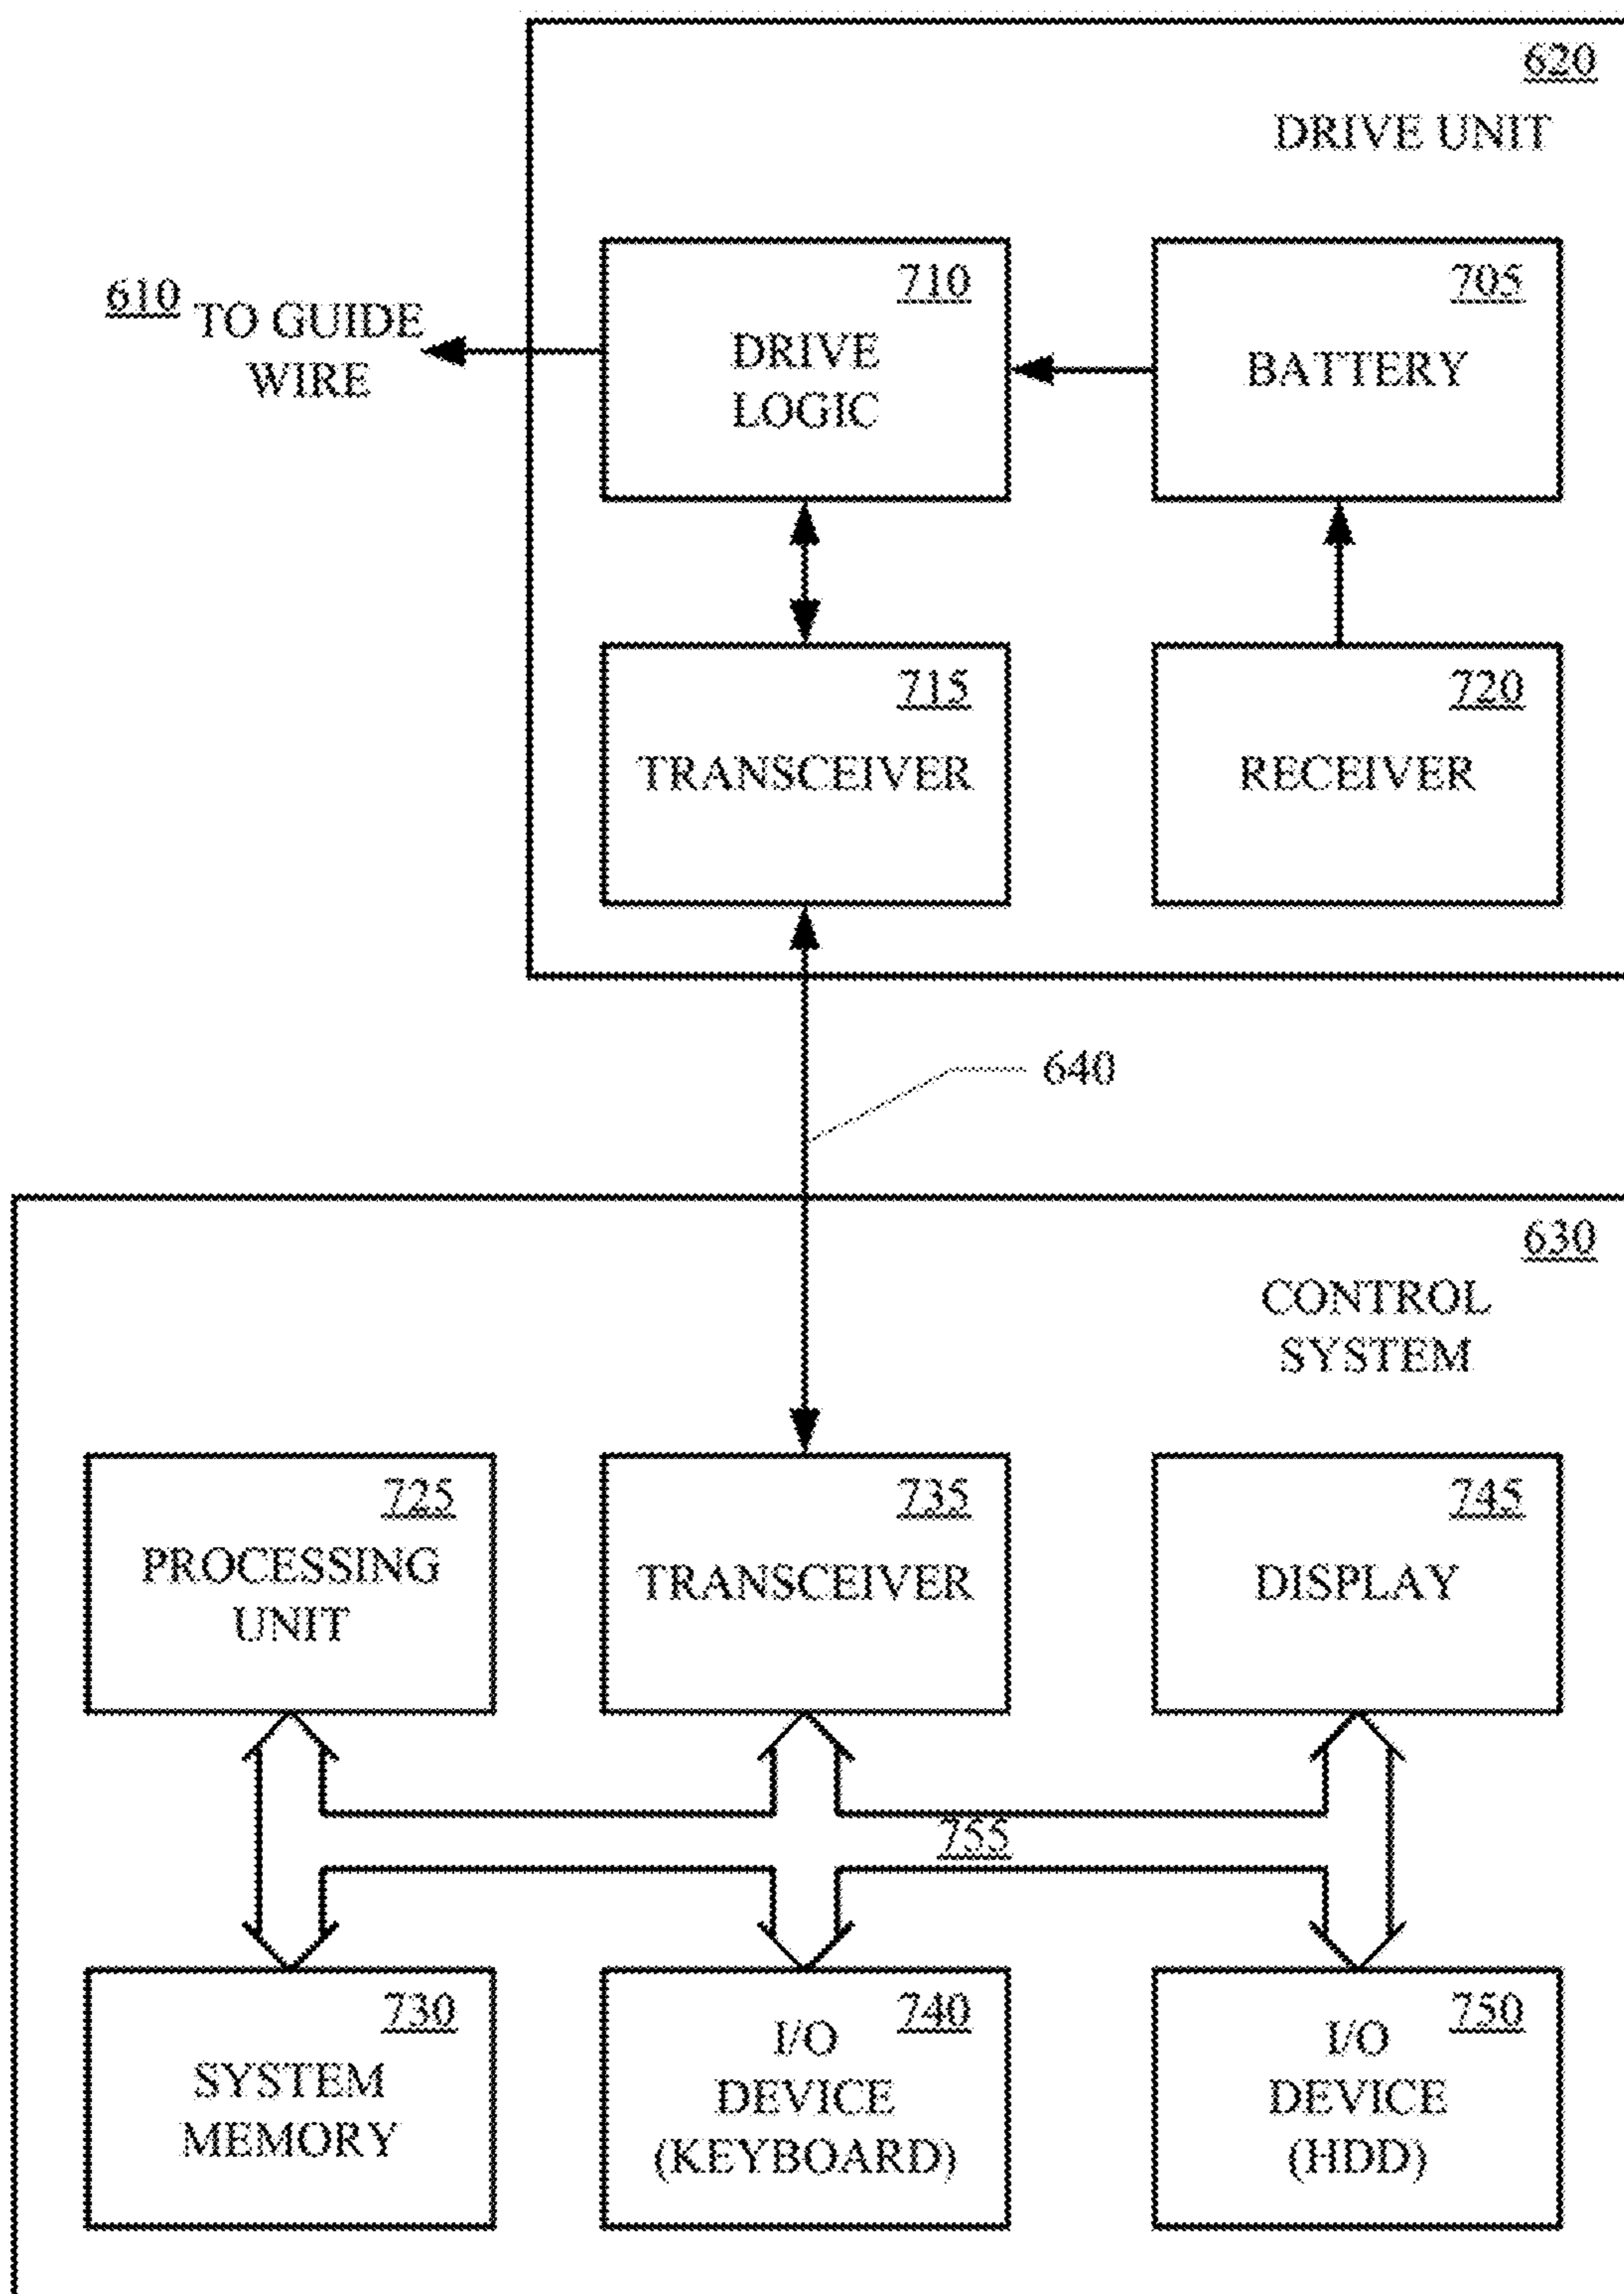 620
DRIVE UNIT
610
TO GUIDE
WIRE
710
DRIVE
LOGIC
705
BATTERY
715
TRANSCEIVER
720
RECEIVER
640
630
CONTROL
SYSTEM
725
PROCESSING
UNIT
735
TRANSCEIVER
745
DISPLAY
755
730
SYSTEM
MEMORY
740
I/O
DEVICE
(KEYBOARD)
750
I/O
DEVICE
(HDD)